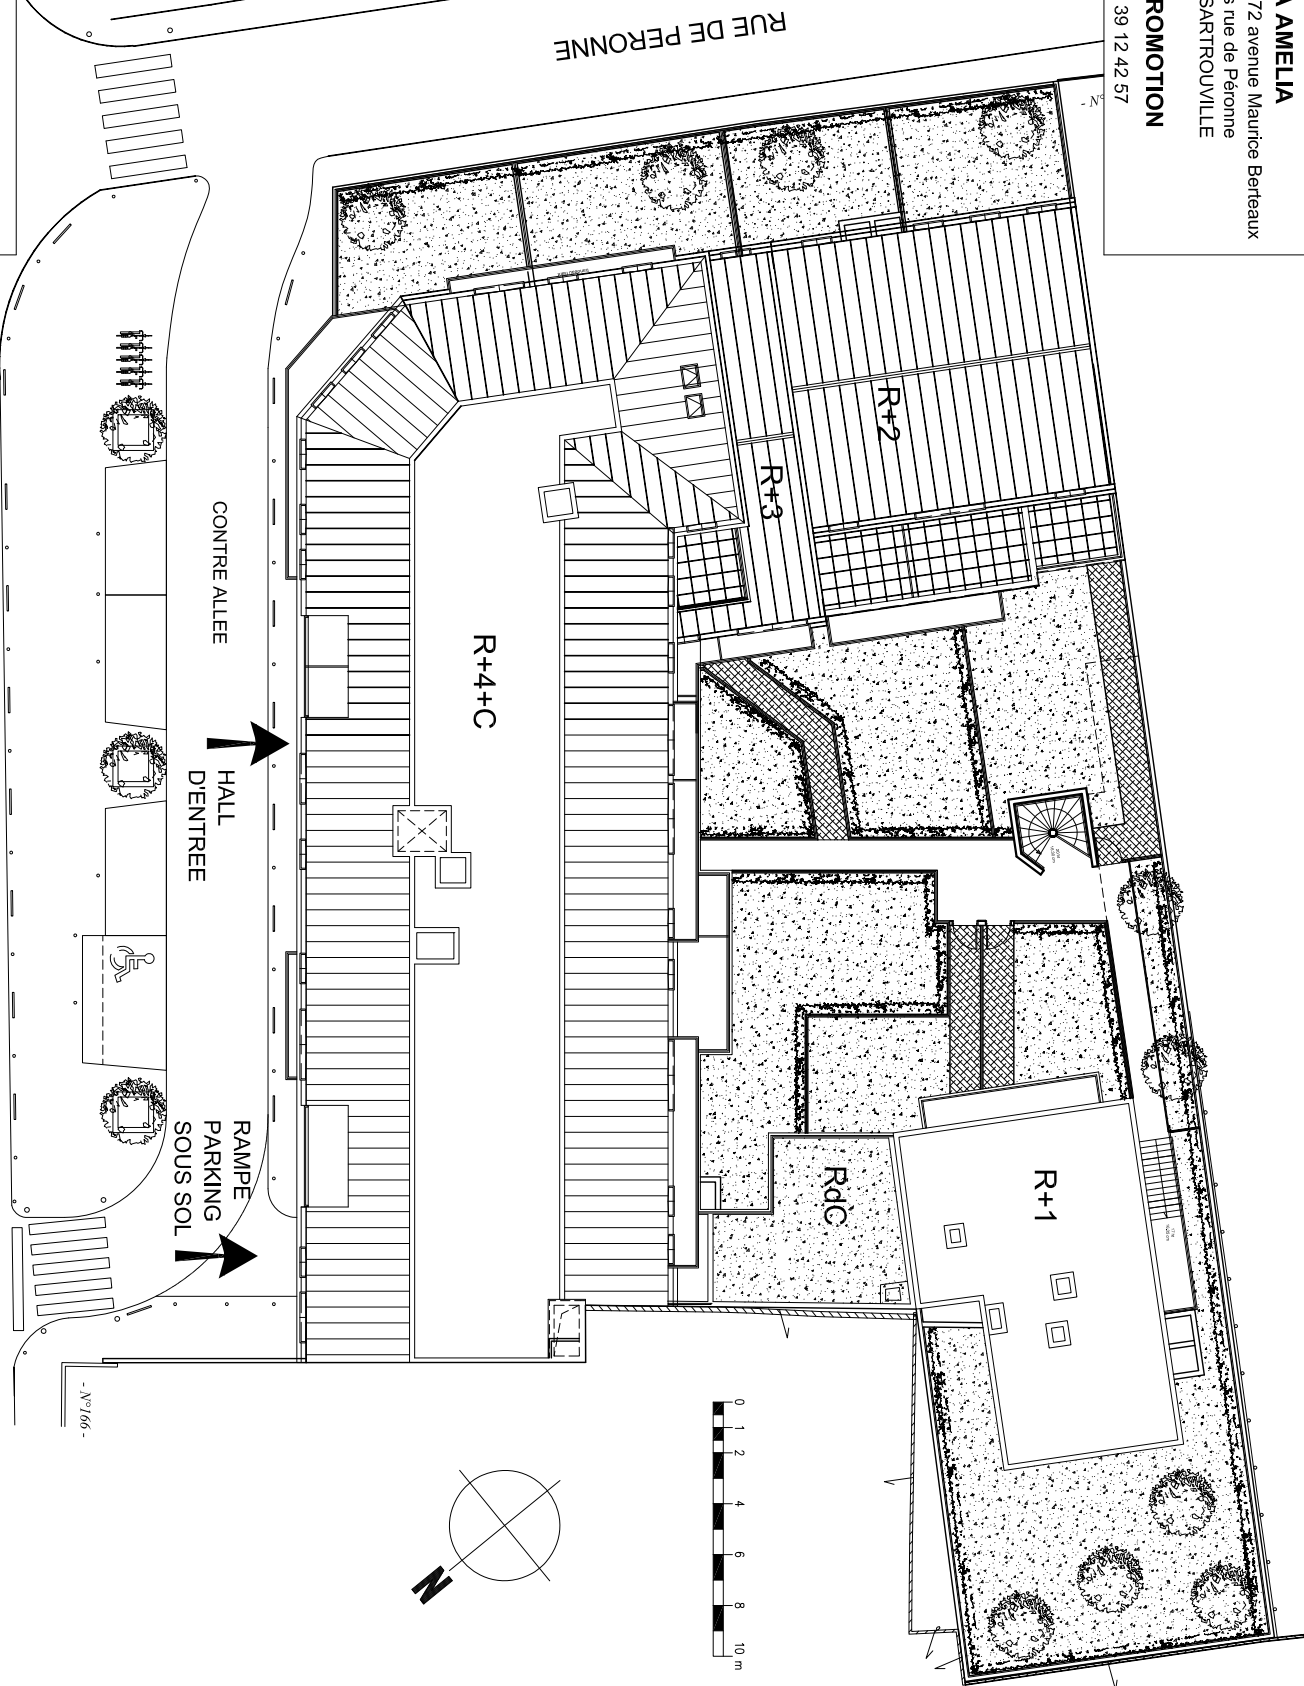 A AMELIA
72 avenue Maurice Berteaux
s rue de Péronne
SARTROUVILLE
ROMOTION
39 12 42 57
RUE DE PERONNE
- N°
R+2
R+3
R+4+C
CONTRE ALLEE
HALL
D'ENTREE
RAMPE
PARKING
SOUS SOL
RdC
R+1
- N°166 -
0 1 2 4 6 8 10 m
N